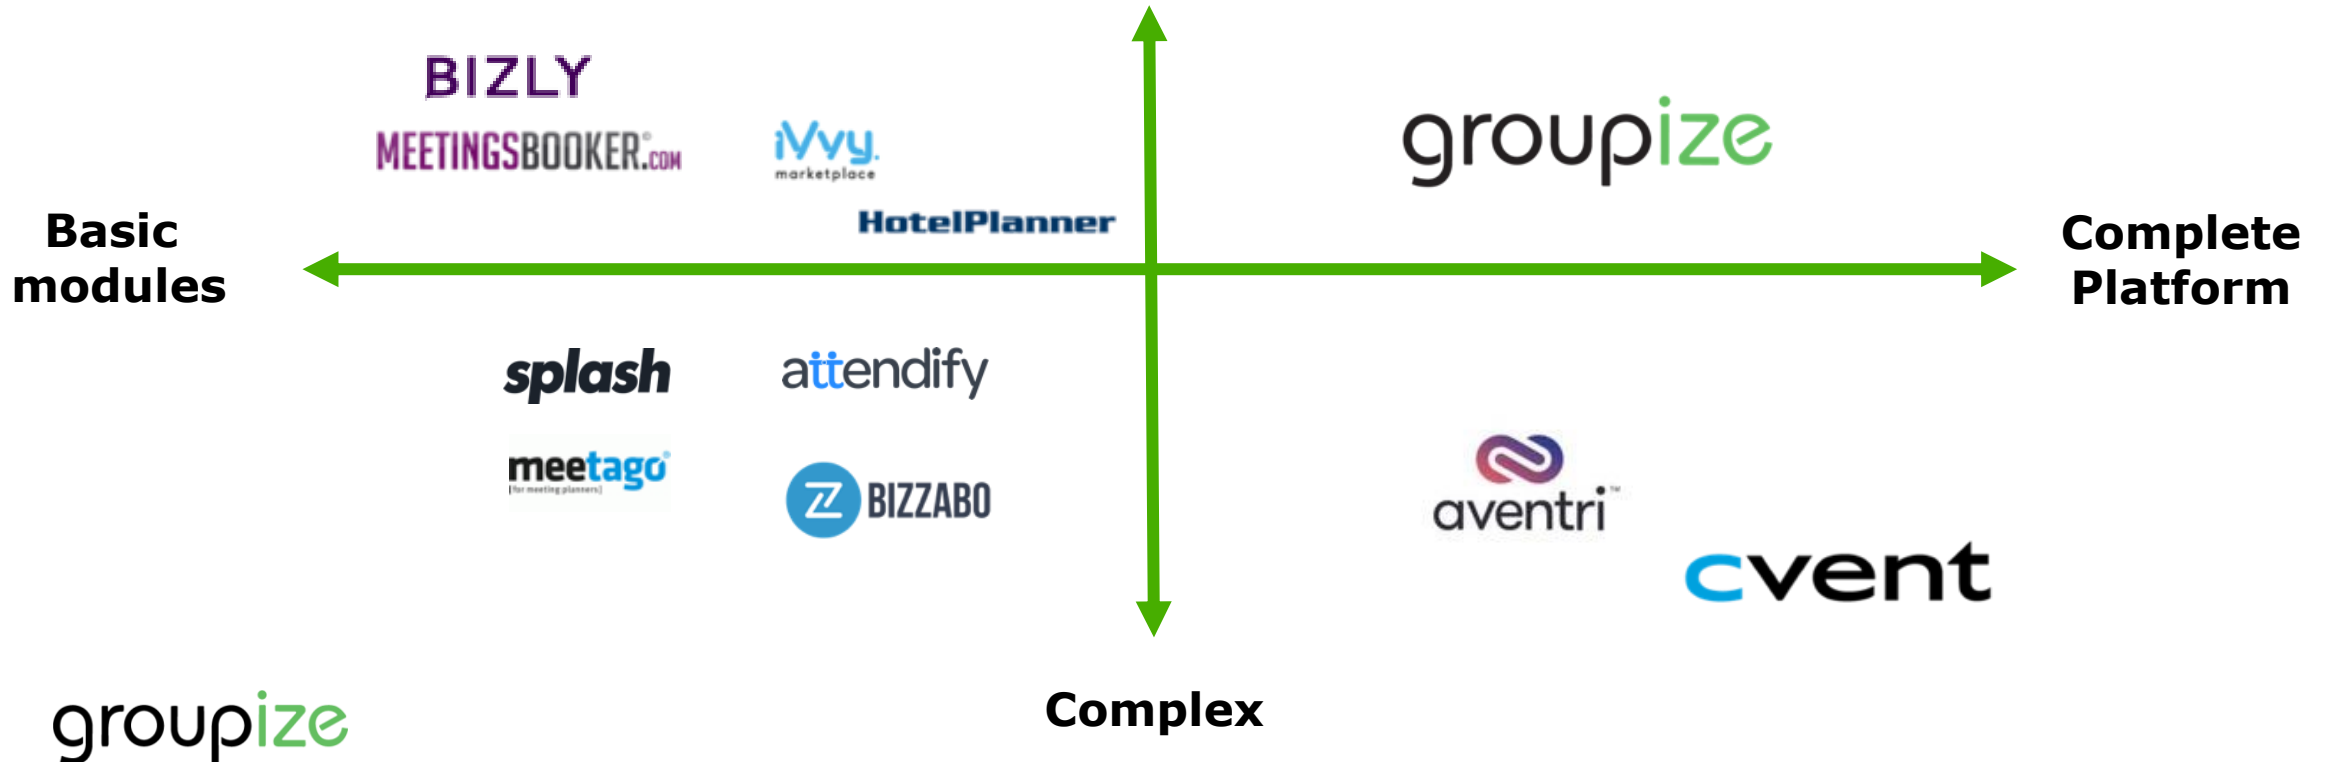 BIZLY
MEETINGSBOOKER.COM
iVvy.
marketplace
groupize
HotelPlanner
Basic
modules
Complete
Platform
splash
attendify
meetago
[for meeting planners]
BIZZABO
aventri™
cvent
Complex
groupize